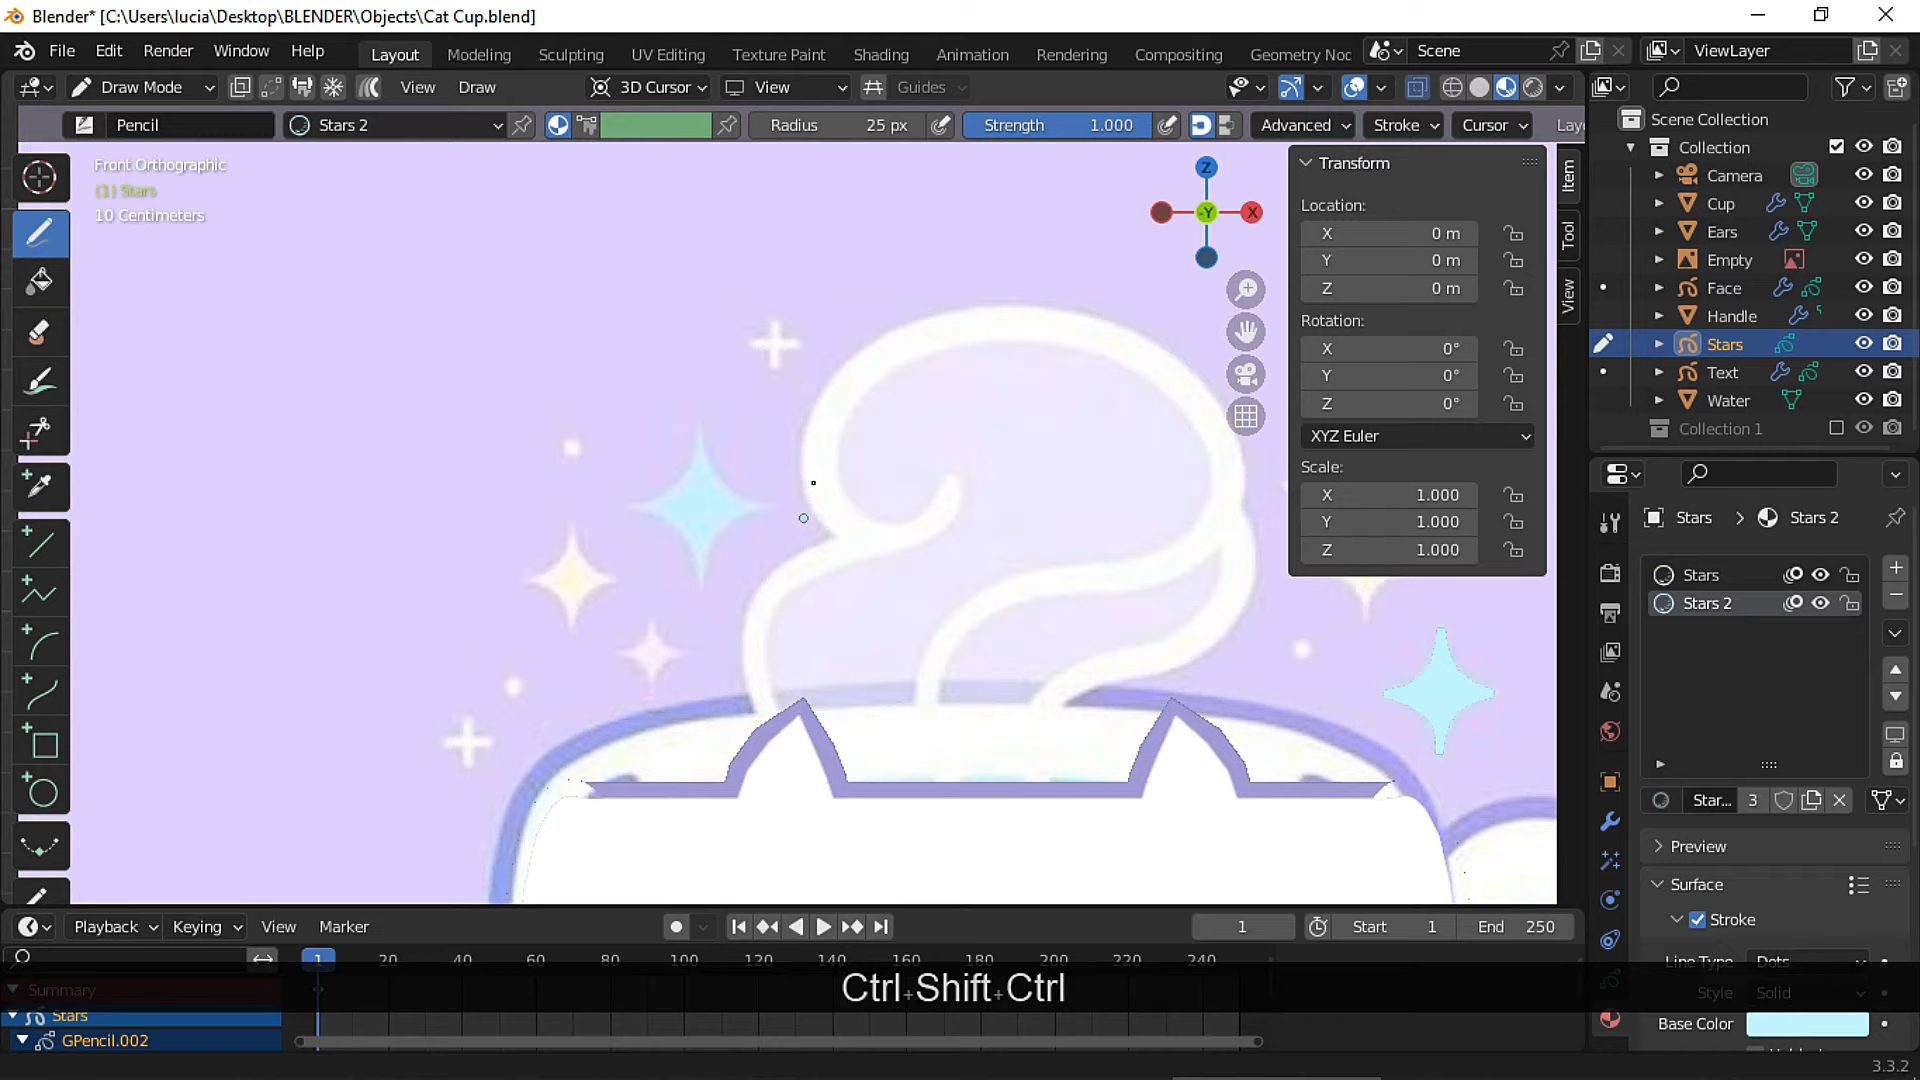 Blender* [C:\Users\lucia\Desktop\BLENDER\Objects\Cat Cup.blend]
File Edit Render Window Help Layout Modeling Sculpting UV Editing Texture Paint Shading Animation Rendering Compositing Geometry Noc Scene ViewLayer
Draw Mode View Draw 3D Cursor View Guides
Pencil Stars 2 Radius 25 px Strength 1.000 Advanced Stroke Cursor Lay
Front Orthographic
(1) Stars
10 Centimeters
Z
-Y
X
Transform
Location:
X 0 m
Y 0 m
Z 0 m
Rotation:
X 0°
Y 0°
Z 0°
XYZ Euler
Scale:
X 1.000
Y 1.000
Z 1.000
Item
Tool
View
Scene Collection
Collection
Camera
Cup
Ears
Empty
Face
Handle
Stars
Text
Water
Collection 1
Stars Stars 2
Stars
Stars 2
Star... 3
Preview
Surface
Stroke
Line Type Dots
Style Solid
Base Color
Playback Keying View Marker 1 Start 1 End 250
1 20 40 60 80 100 120 140 160 180 200 220 240
Summary
Ctrl+Shift+Ctrl
Stars
GPencil.002
3.3.2